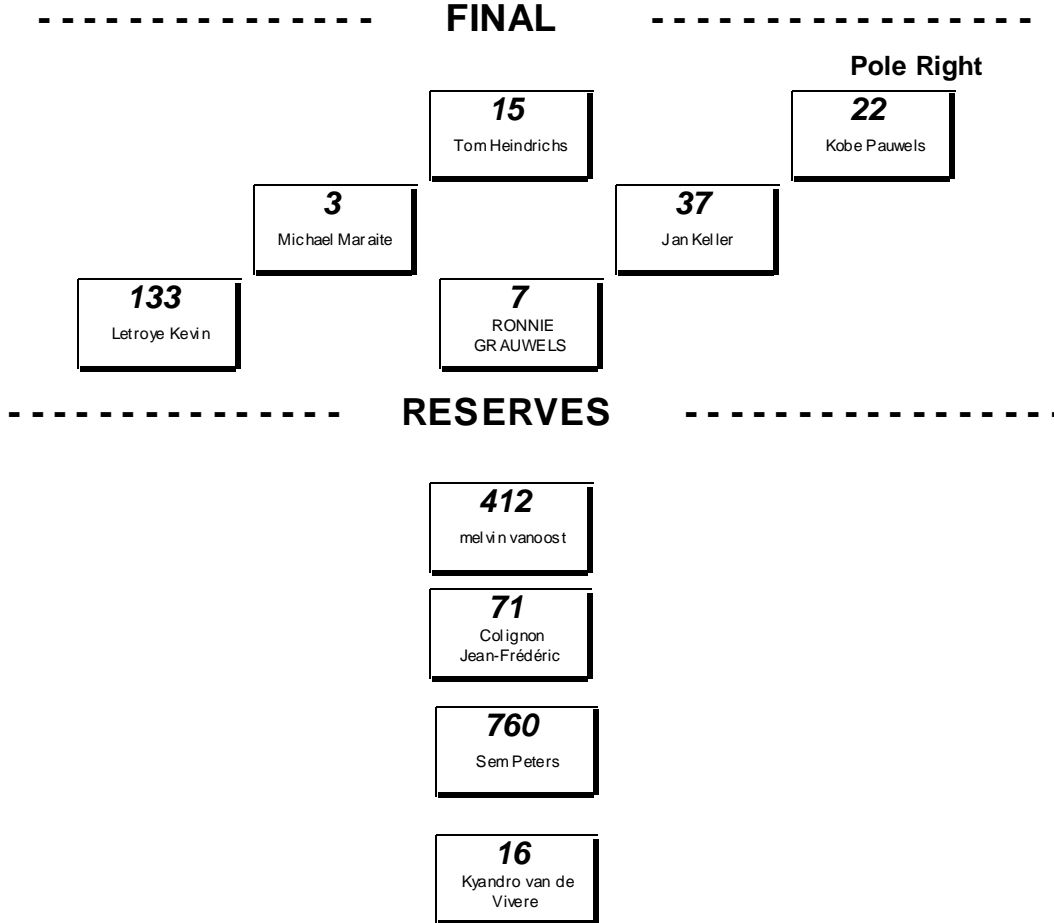 - - - - - - - - - - - - - - - FINAL - - - - - - - - - - - - - - - - -
Pole Right
15
Tom Heindrichs
22
Kobe Pauwels
3
Michael Maraite
37
Jan Keller
133
Letroye Kevin
7
RONNIE
GRAUWELS
- - - - - - - - - - - - - - - RESERVES - - - - - - - - - - - - - - - - -
412
melvin vanoost
71
Colignon
Jean-Frédéric
760
Sem Peters
16
Kyandro van de
Vivere